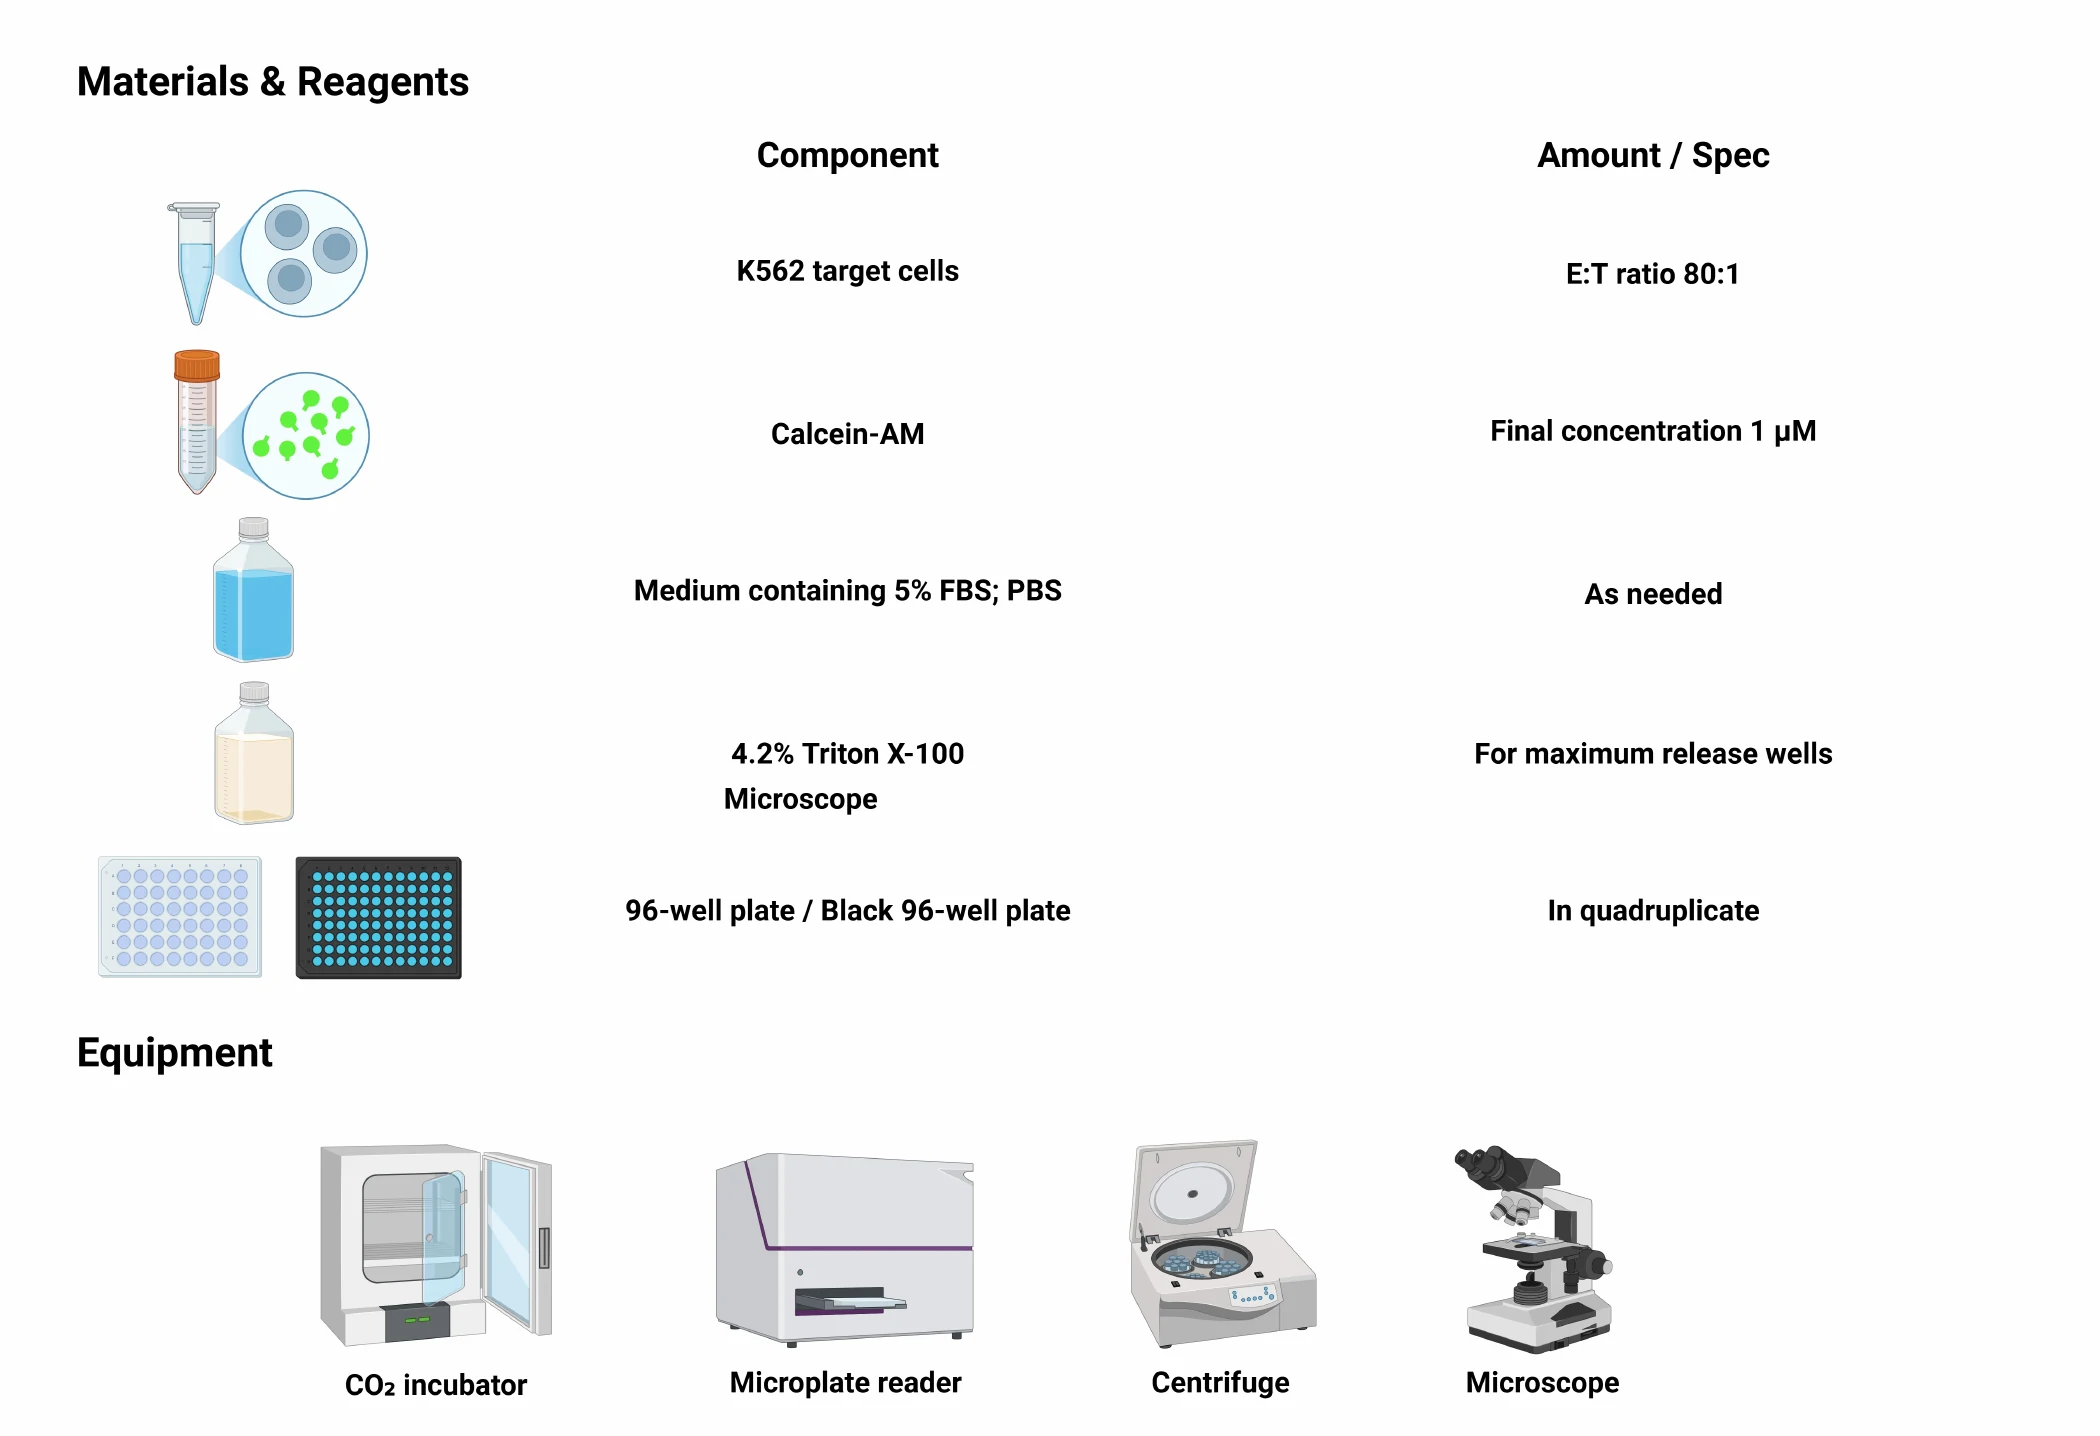 Materials & Reagents
Component
Amount / Spec
K562 target cells
E:T ratio 80:1
Calcein-AM
Final concentration 1 μM
Medium containing 5% FBS; PBS
As needed
4.2% Triton X-100
For maximum release wells
Microscope
96-well plate / Black 96-well plate
In quadruplicate
Equipment
CO₂ incubator
Microplate reader
Centrifuge
Microscope